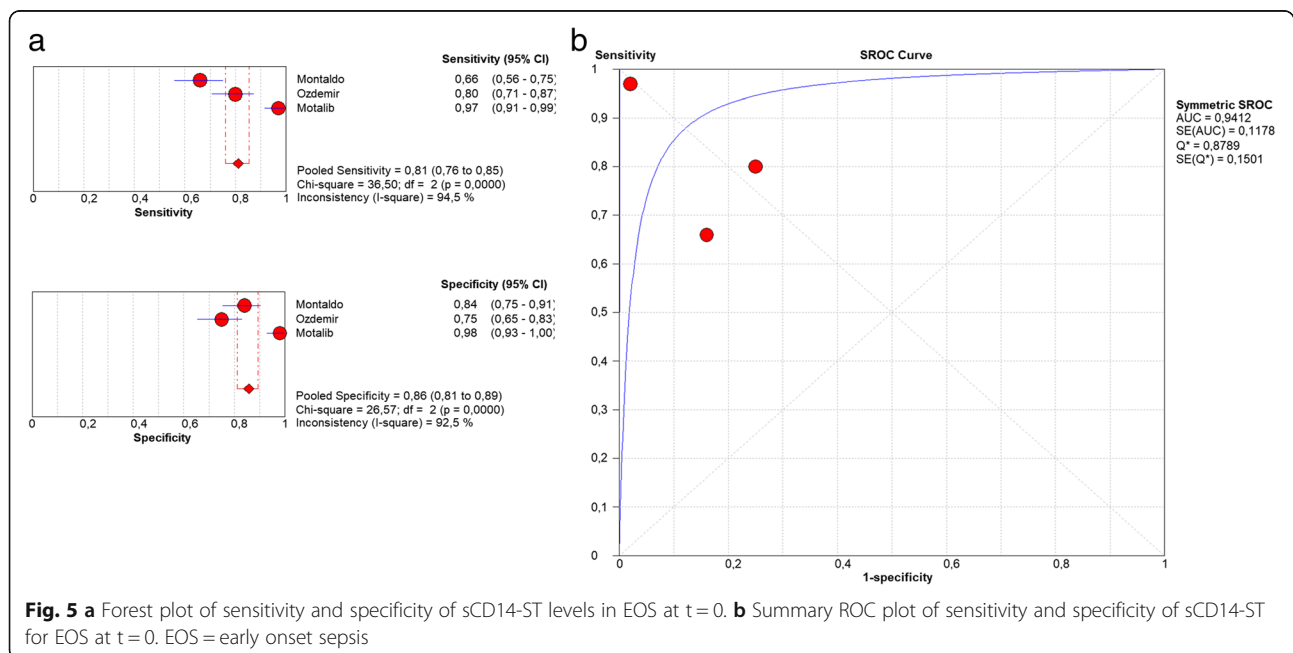 a
Sensitivity (95% CI)
Montaldo 0,66 (0,56 - 0,75)
Ozdemir 0,80 (0,71 - 0,87)
Motalib 0,97 (0,91 - 0,99)
Pooled Sensitivity = 0,81 (0,76 to 0,85)
Chi-square = 36,50; df = 2 (p = 0,0000)
Inconsistency (I-square) = 94,5 %
0 0,2 0,4 0,6 0,8 1
Sensitivity
Specificity (95% CI)
Montaldo 0,84 (0,75 - 0,91)
Ozdemir 0,75 (0,65 - 0,83)
Motalib 0,98 (0,93 - 1,00)
Pooled Specificity = 0,86 (0,81 to 0,89)
Chi-square = 26,57; df = 2 (p = 0,0000)
Inconsistency (I-square) = 92,5 %
0 0,2 0,4 0,6 0,8 1
Specificity
b
Sensitivity
SROC Curve
1
0,9
0,8
0,7
0,6
0,5
0,4
0,3
0,2
0,1
0
0 0,2 0,4 0,6 0,8 1
1-specificity
Symmetric SROC
AUC = 0,9412
SE(AUC) = 0,1178
Q* = 0,8789
SE(Q*) = 0,1501
Fig. 5 a Forest plot of sensitivity and specificity of sCD14-ST levels in EOS at t = 0. b Summary ROC plot of sensitivity and specificity of sCD14-ST
for EOS at t = 0. EOS = early onset sepsis